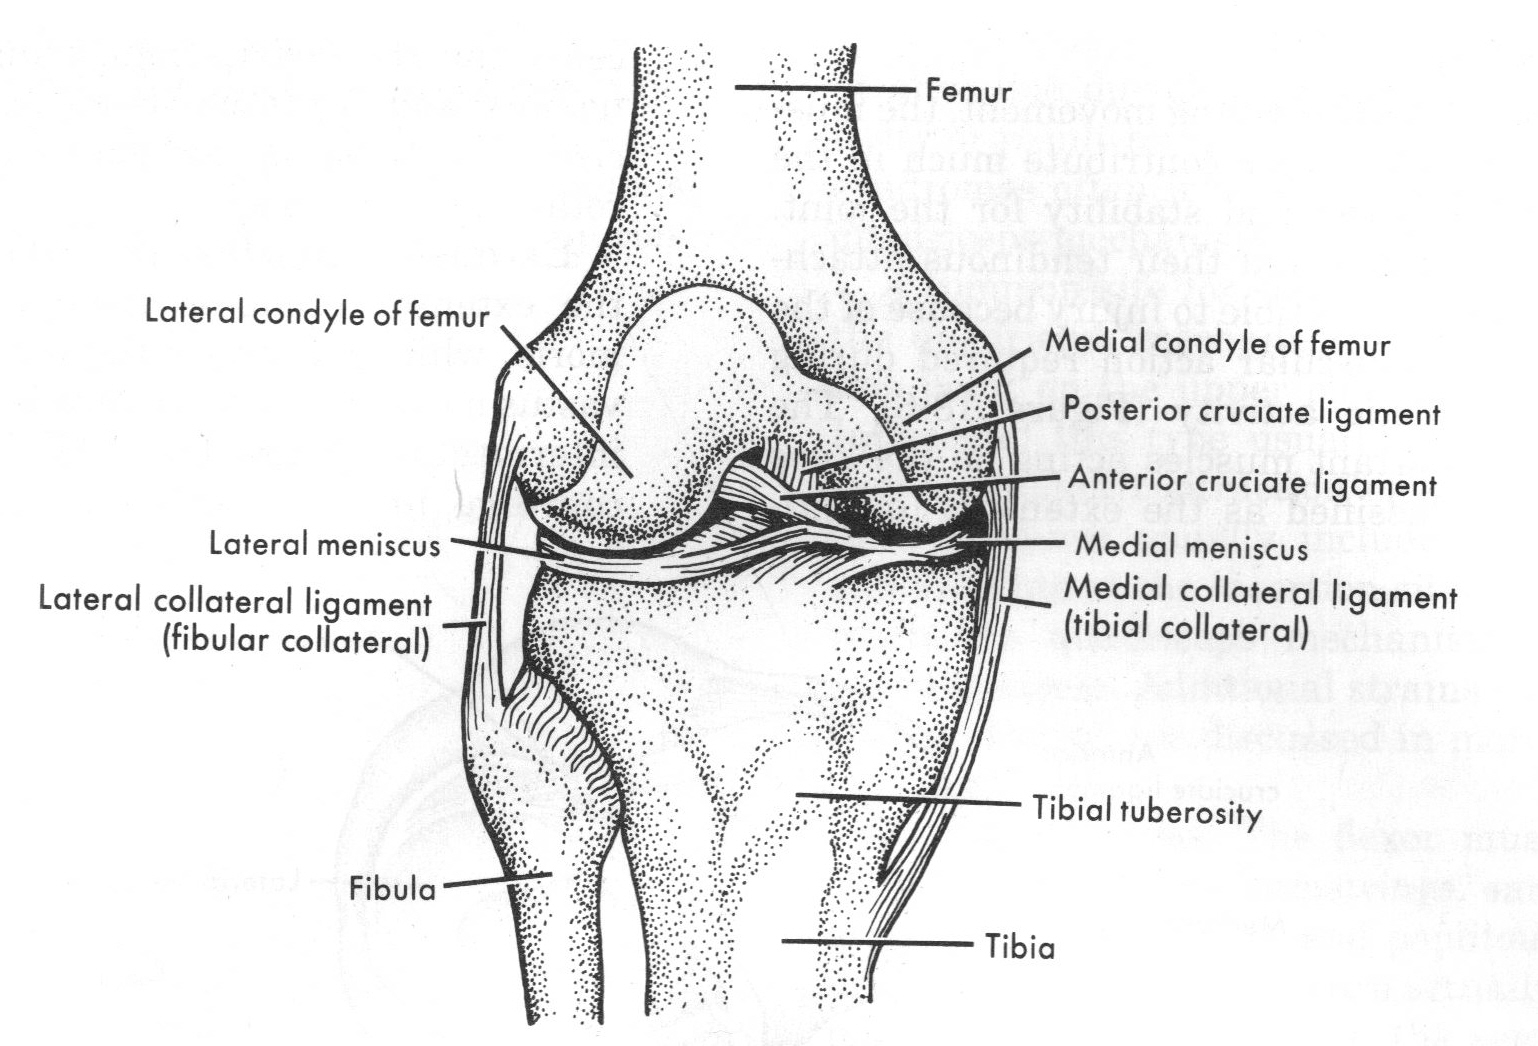 Femur
Lateral condyle of femur
Medial condyle of femur
Posterior cruciate ligament
Anterior cruciate ligament
Lateral meniscus
Medial meniscus
Lateral collateral ligament
(fibular collateral)
Medial collateral ligament
(tibial collateral)
Tibial tuberosity
Fibula
Tibia